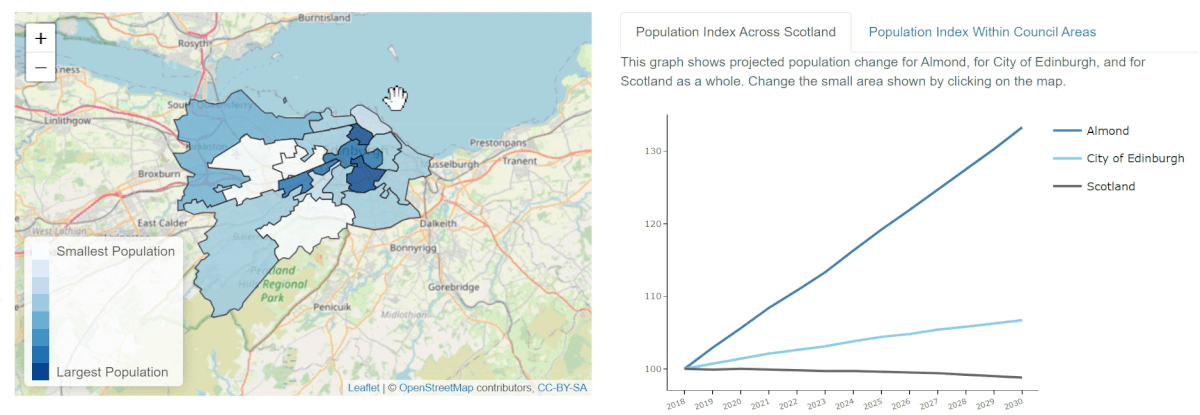 +
−
Burntisland
Rosyth
Linlithgow
Prestonpans
Tranent
Broxburn
East Calder
Dalkeith
West Lothian
Bonnyrigg
Smallest Population
Regional
Park
Gorebridge
Penicuik
Midlothian
Largest Population
Leaflet | © OpenStreetMap contributors, CC-BY-SA
Population Index Across Scotland
Population Index Within Council Areas
This graph shows projected population change for Almond, for City of Edinburgh, and for
Scotland as a whole. Change the small area shown by clicking on the map.
Almond
City of Edinburgh
Scotland
130
120
110
100
2018 2019 2020 2021 2022 2023 2024 2025 2026 2027 2028 2029 2030